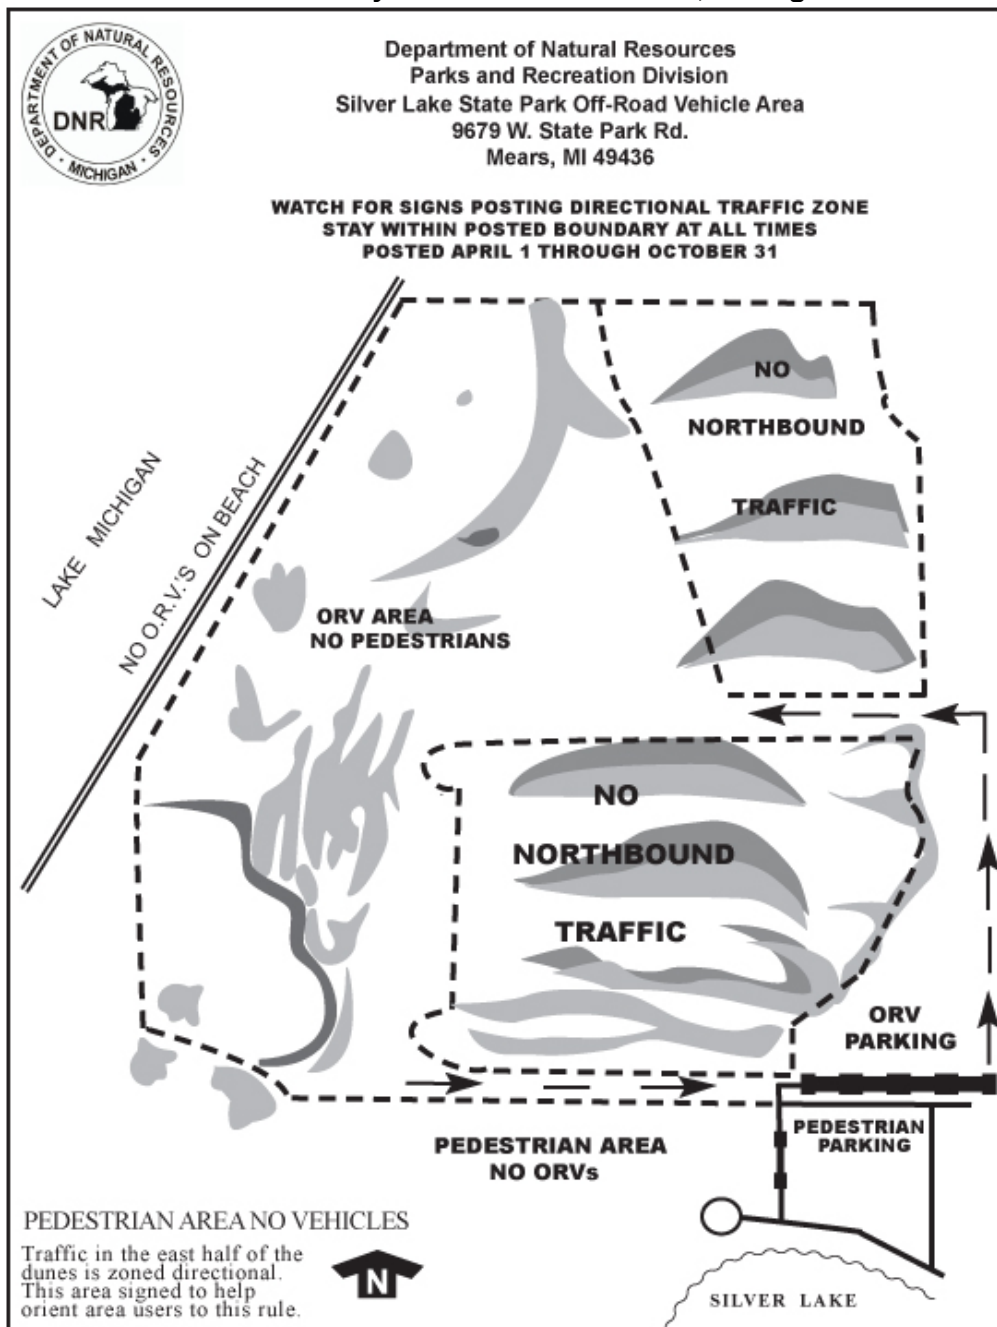 DEPARTMENT OF NATURAL RESOURCES
DNR
MICHIGAN
Department of Natural Resources
Parks and Recreation Division
Silver Lake State Park Off-Road Vehicle Area
9679 W. State Park Rd.
Mears, MI 49436
WATCH FOR SIGNS POSTING DIRECTIONAL TRAFFIC ZONE
STAY WITHIN POSTED BOUNDARY AT ALL TIMES
POSTED APRIL 1 THROUGH OCTOBER 31
LAKE MICHIGAN
NO O.R.V.'S ON BEACH
NO
NORTHBOUND
TRAFFIC
ORV AREA
NO PEDESTRIANS
NO
NORTHBOUND
TRAFFIC
ORV
PARKING
PEDESTRIAN
PARKING
PEDESTRIAN AREA
NO ORVs
PEDESTRIAN AREA NO VEHICLES
Traffic in the east half of the
dunes is zoned directional.
This area signed to help
orient area users to this rule.
N
SILVER LAKE